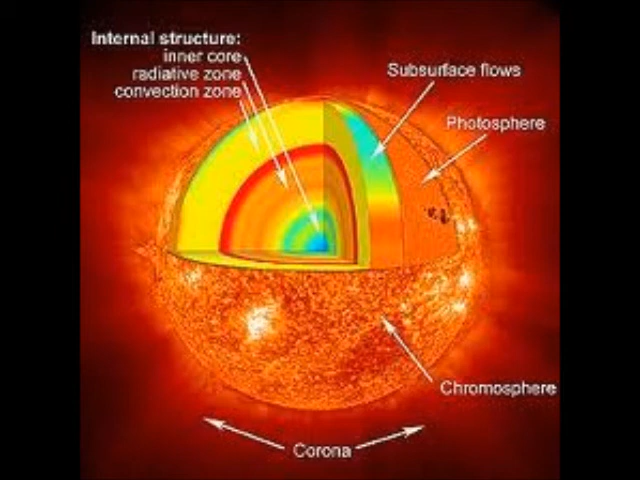 Internal structure:
inner core
radiative zone
convection zone
Subsurface flows
Photosphere
Chromosphere
Corona